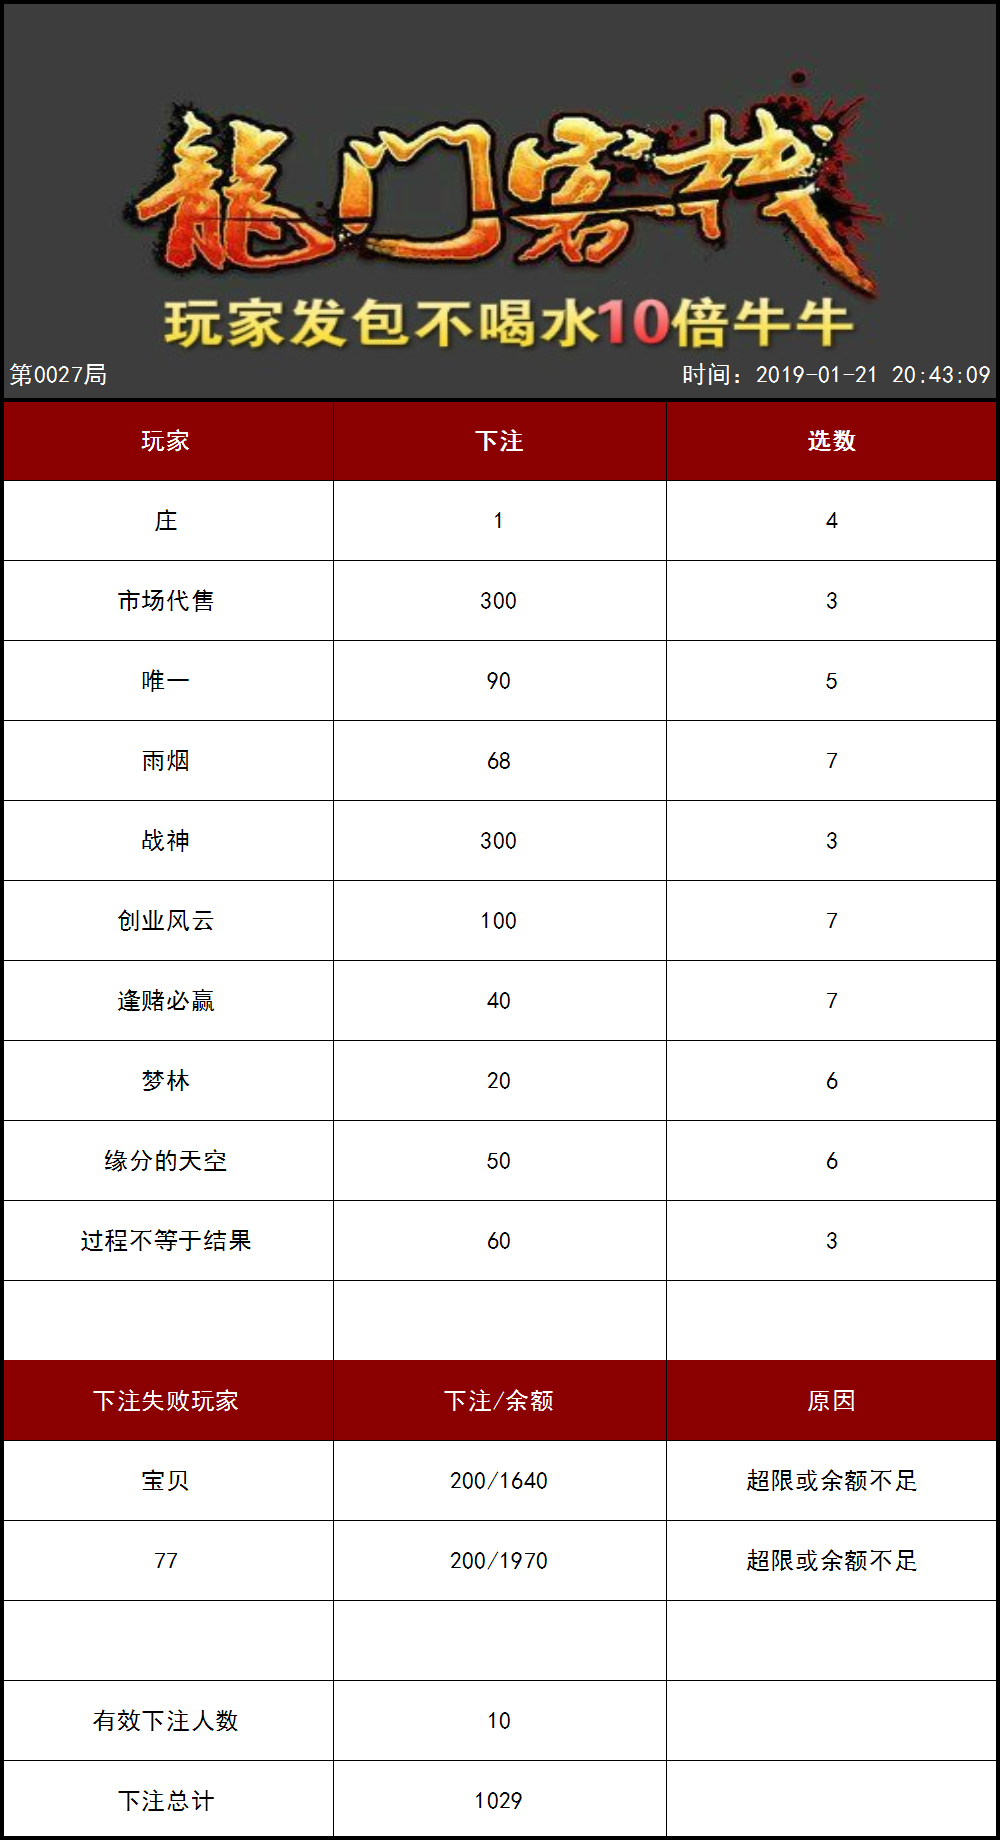 龍门客栈
玩家发包不喝水10倍牛牛
第0027局 时间：2019-01-21 20:43:09
玩家 下注 选数
庄 1 4
市场代售 300 3
唯一 90 5
雨烟 68 7
战神 300 3
创业风云 100 7
逢赌必赢 40 7
梦林 20 6
缘分的天空 50 6
过程不等于结果 60 3
下注失败玩家 下注/余额 原因
宝贝 200/1640 超限或余额不足
77 200/1970 超限或余额不足
有效下注人数 10
下注总计 1029